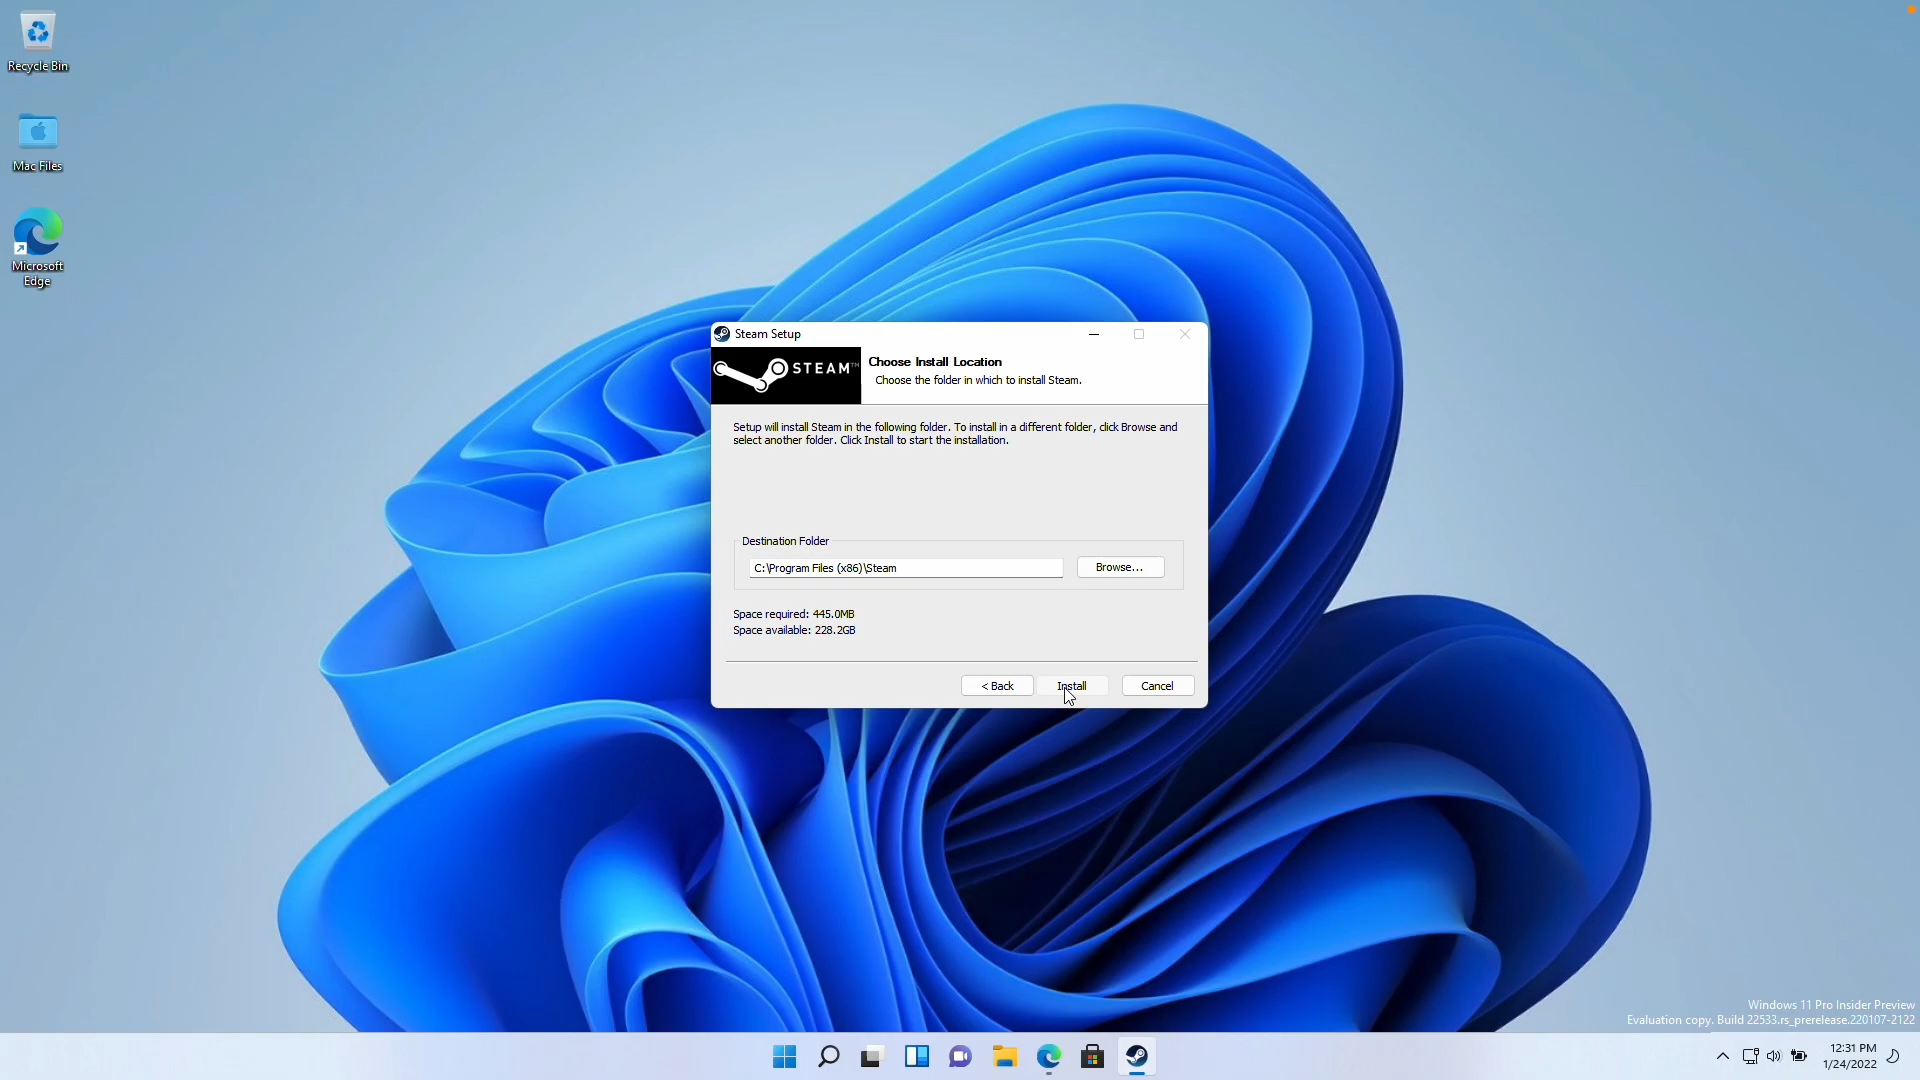 Recycle Bin
Mac Files
Microsoft
Edge
Steam Setup
STEAM™
Choose Install Location
Choose the folder in which to install Steam.
Setup will install Steam in the following folder. To install in a different folder, click Browse and
select another folder. Click Install to start the installation.
Destination Folder
C:\Program Files (x86)\Steam
Browse...
Space required: 445.0MB
Space available: 228.2GB
< Back
Install
Cancel
Windows 11 Pro Insider Preview
Evaluation copy. Build 22533.rs_prerelease.220107-2122
12:31 PM
1/24/2022